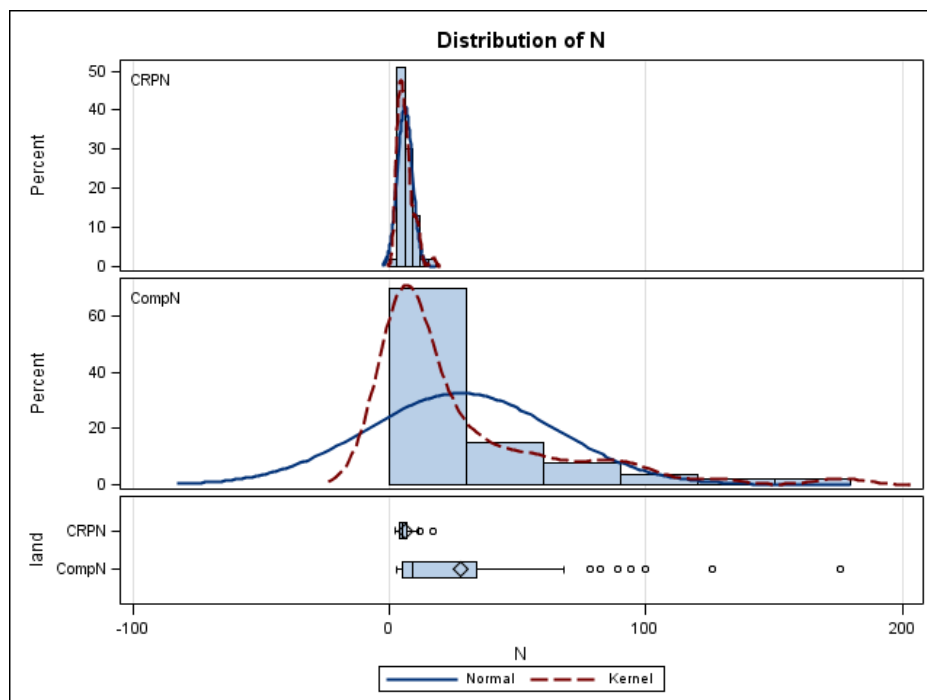 Distribution of N
CRPN
Percent
50
40
30
20
10
0
CompN
Percent
60
40
20
0
land
CRPN
CompN
-100
0
100
200
N
Normal
Kernel